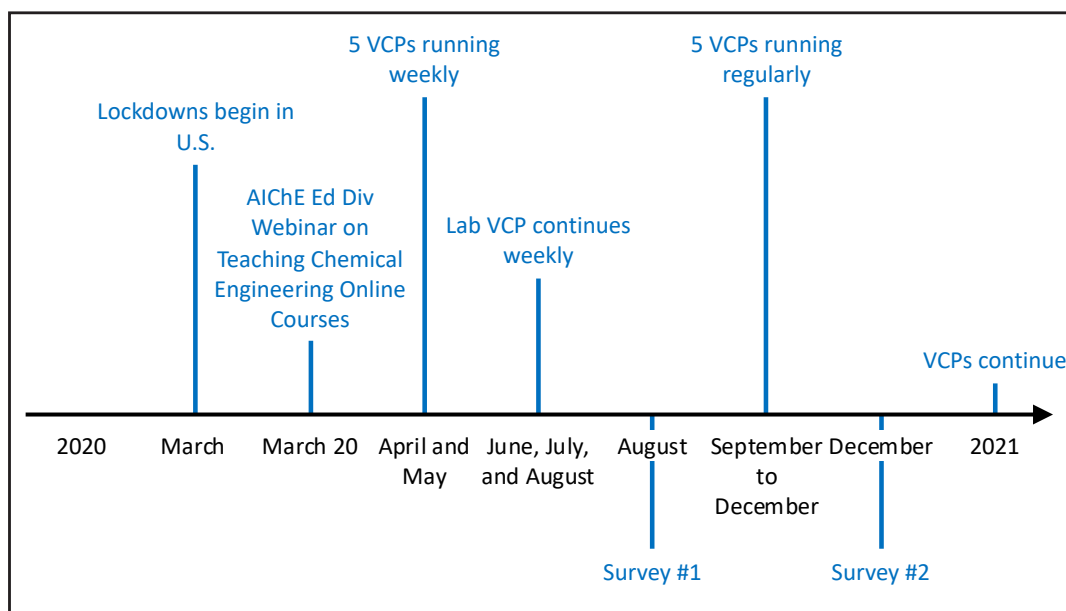 5 VCPs running
weekly
5 VCPs running
regularly
Lockdowns begin in
U.S.
AIChE Ed Div
Webinar on
Teaching Chemical
Engineering Online
Courses
Lab VCP continues
weekly
VCPs continue
2020
March
March 20
April and
May
June, July,
and August
August
September
to
December
December
2021
Survey #1
Survey #2